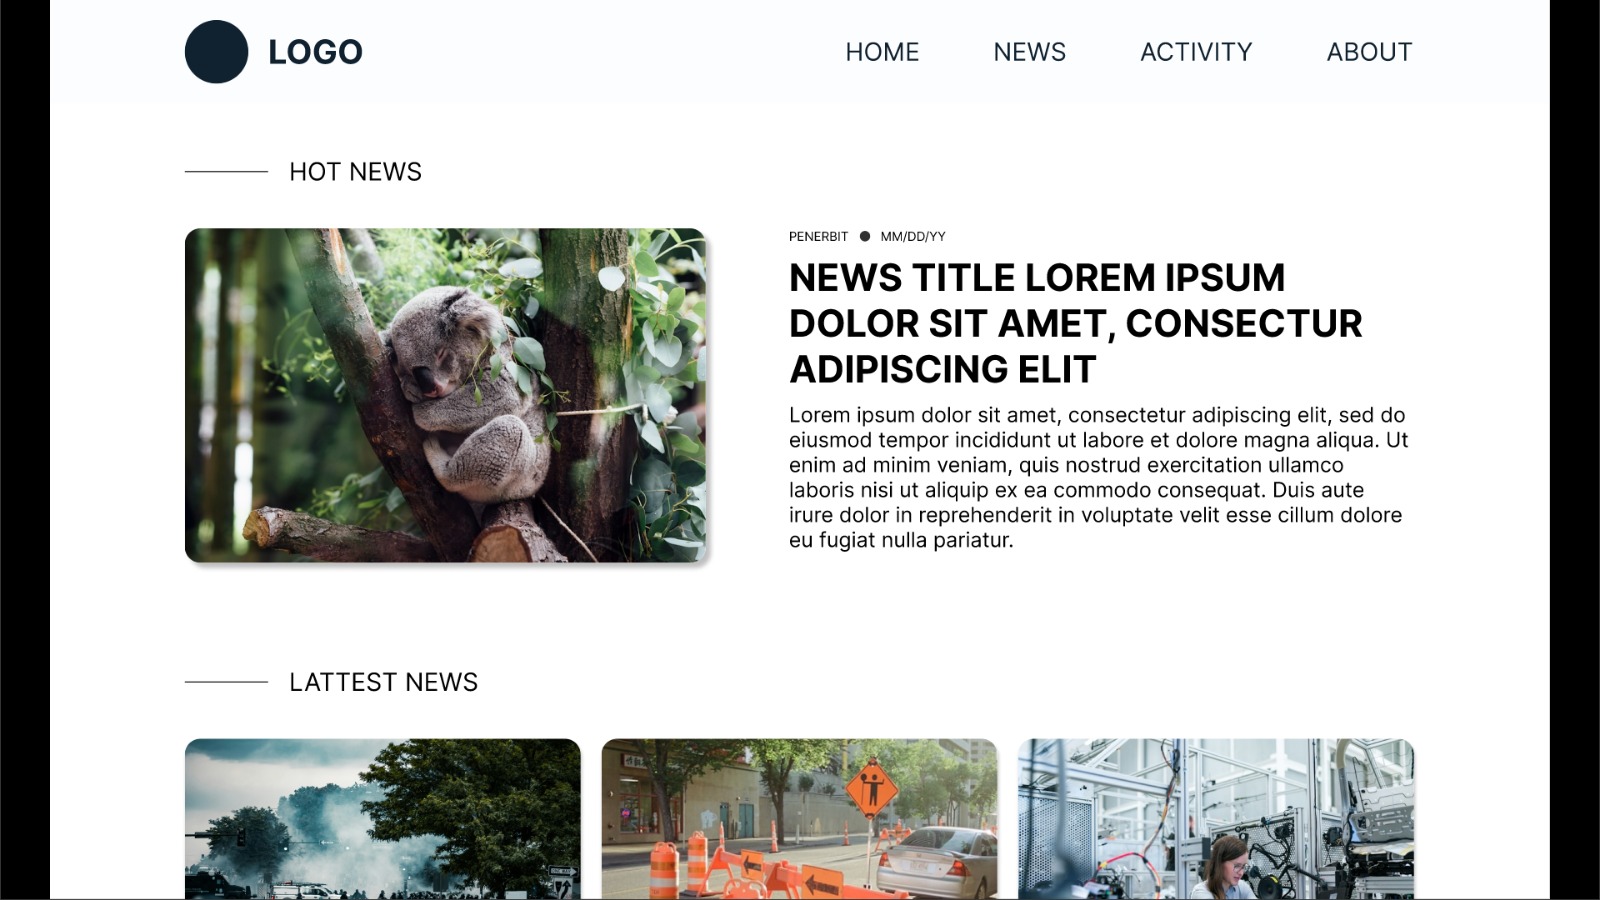 LOGO
HOME
NEWS
ACTIVITY
ABOUT
HOT NEWS
PENERBIT
MM/DD/YY
NEWS TITLE LOREM IPSUM
DOLOR SIT AMET, CONSECTUR
ADIPISCING ELIT
Lorem ipsum dolor sit amet, consectetur adipiscing elit, sed do
eiusmod tempor incididunt ut labore et dolore magna aliqua. Ut
enim ad minim veniam, quis nostrud exercitation ullamco
laboris nisi ut aliquip ex ea commodo consequat. Duis aute
irure dolor in reprehenderit in voluptate velit esse cillum dolore
eu fugiat nulla pariatur.
LATTEST NEWS